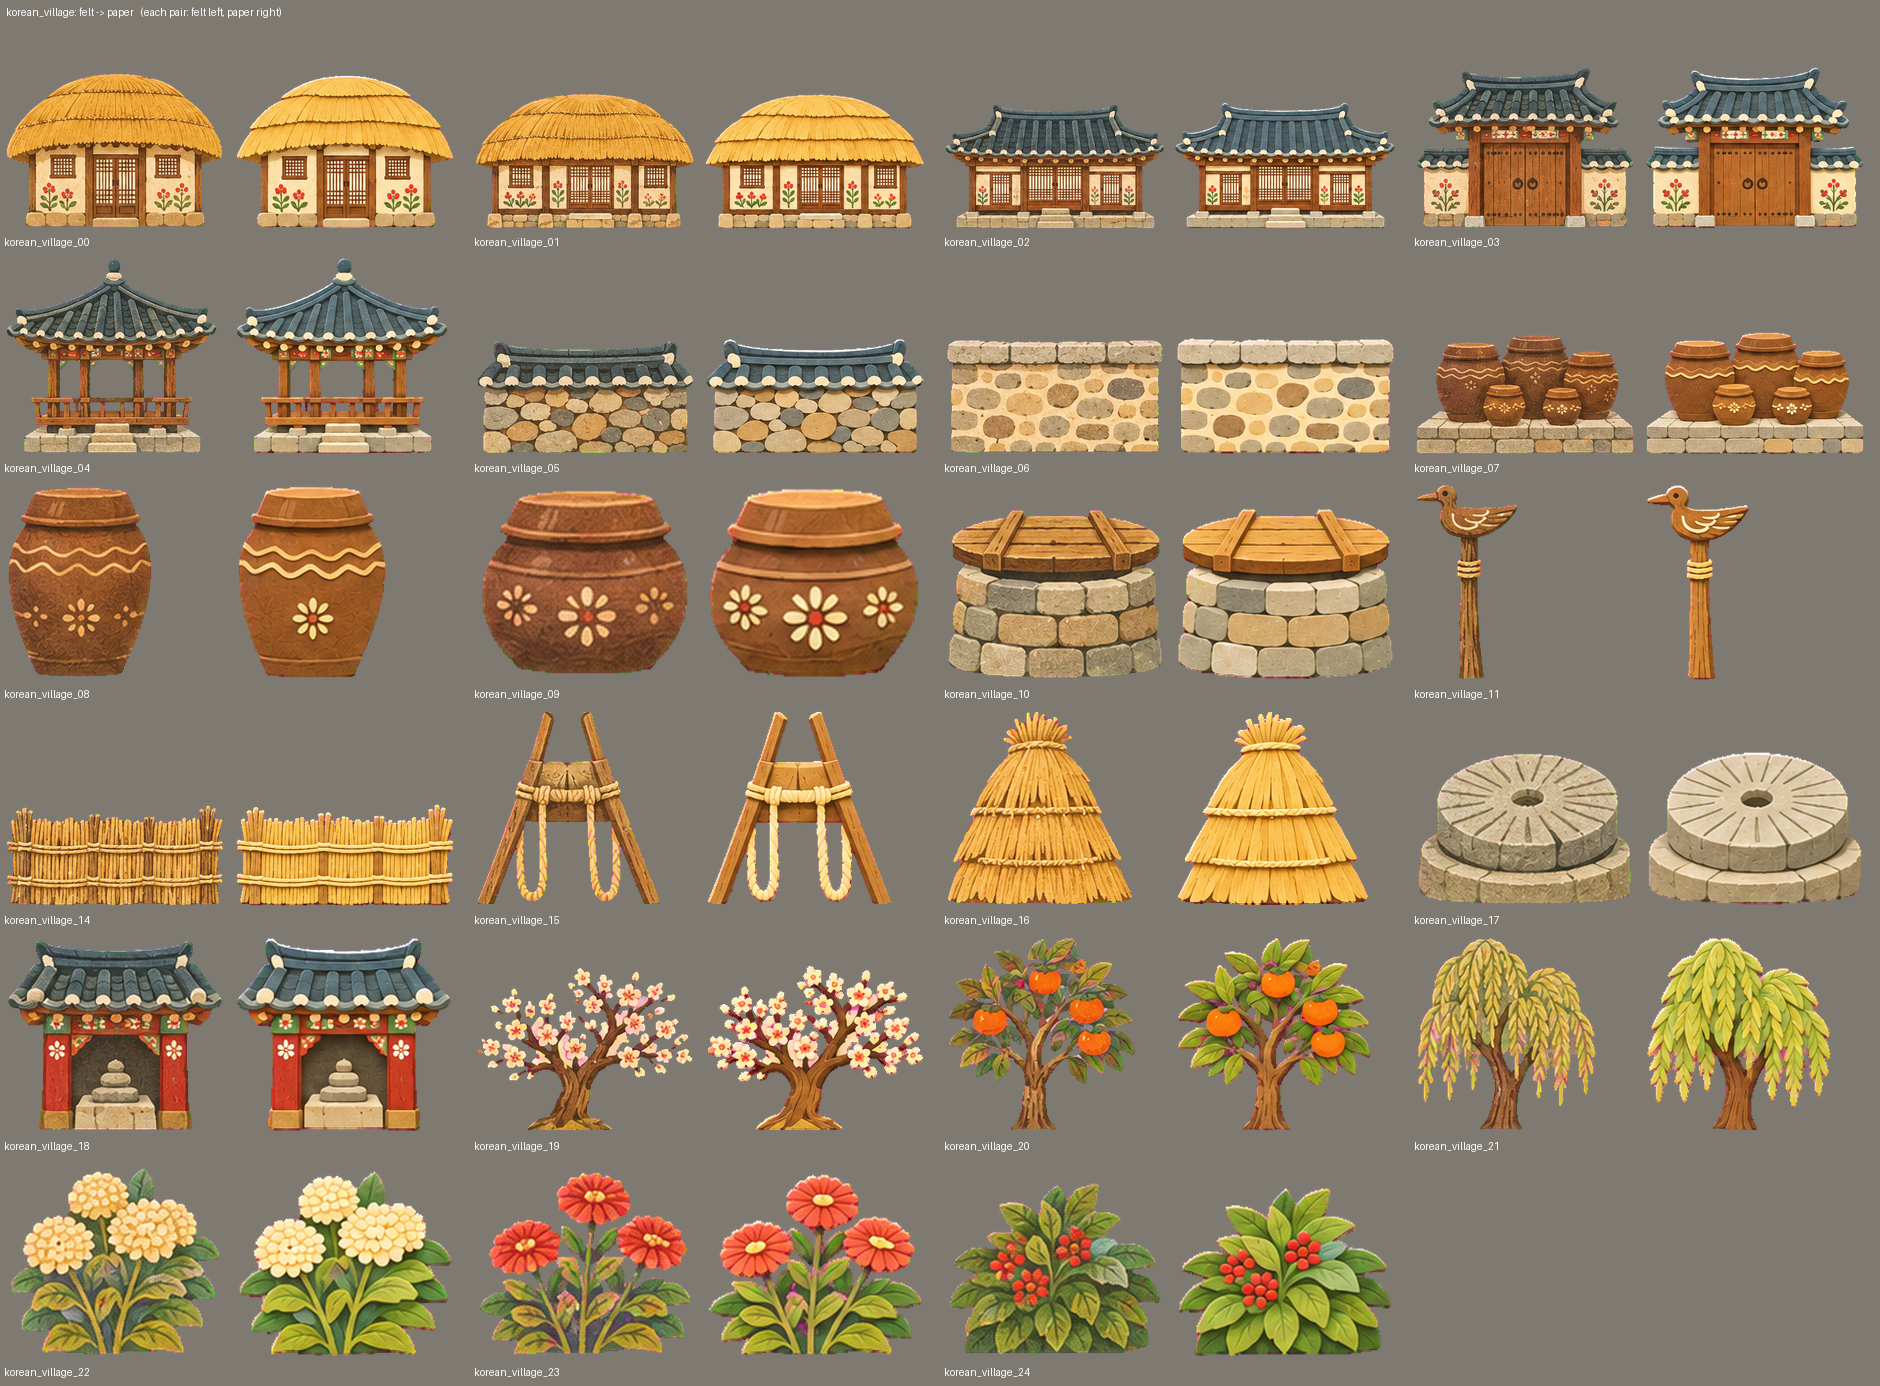 korean_village: felt -> paper (each pair: felt left, paper right)
korean_village_00
korean_village_01
korean_village_02
korean_village_03
korean_village_04
korean_village_05
korean_village_06
korean_village_07
korean_village_08
korean_village_09
korean_village_10
korean_village_11
korean_village_14
korean_village_15
korean_village_16
korean_village_17
korean_village_18
korean_village_19
korean_village_20
korean_village_21
korean_village_22
korean_village_23
korean_village_24